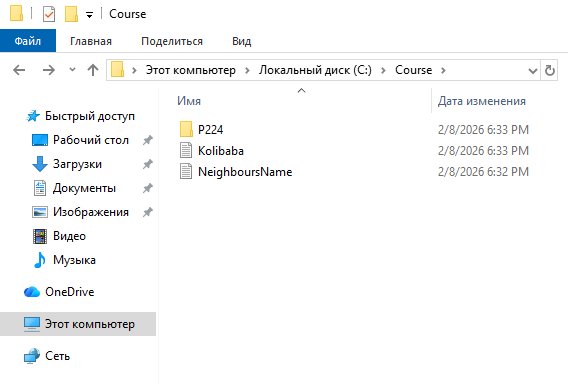 Course
Файл Главная Поделиться Вид
Этот компьютер Локальный диск (C:) Course
Имя Дата изменения
P224 2/8/2026 6:33 PM
Kolibaba 2/8/2026 6:33 PM
NeighboursName 2/8/2026 6:32 PM
Быстрый доступ
Рабочий стол
Загрузки
Документы
Изображения
Видео
Музыка
OneDrive
Этот компьютер
Сеть